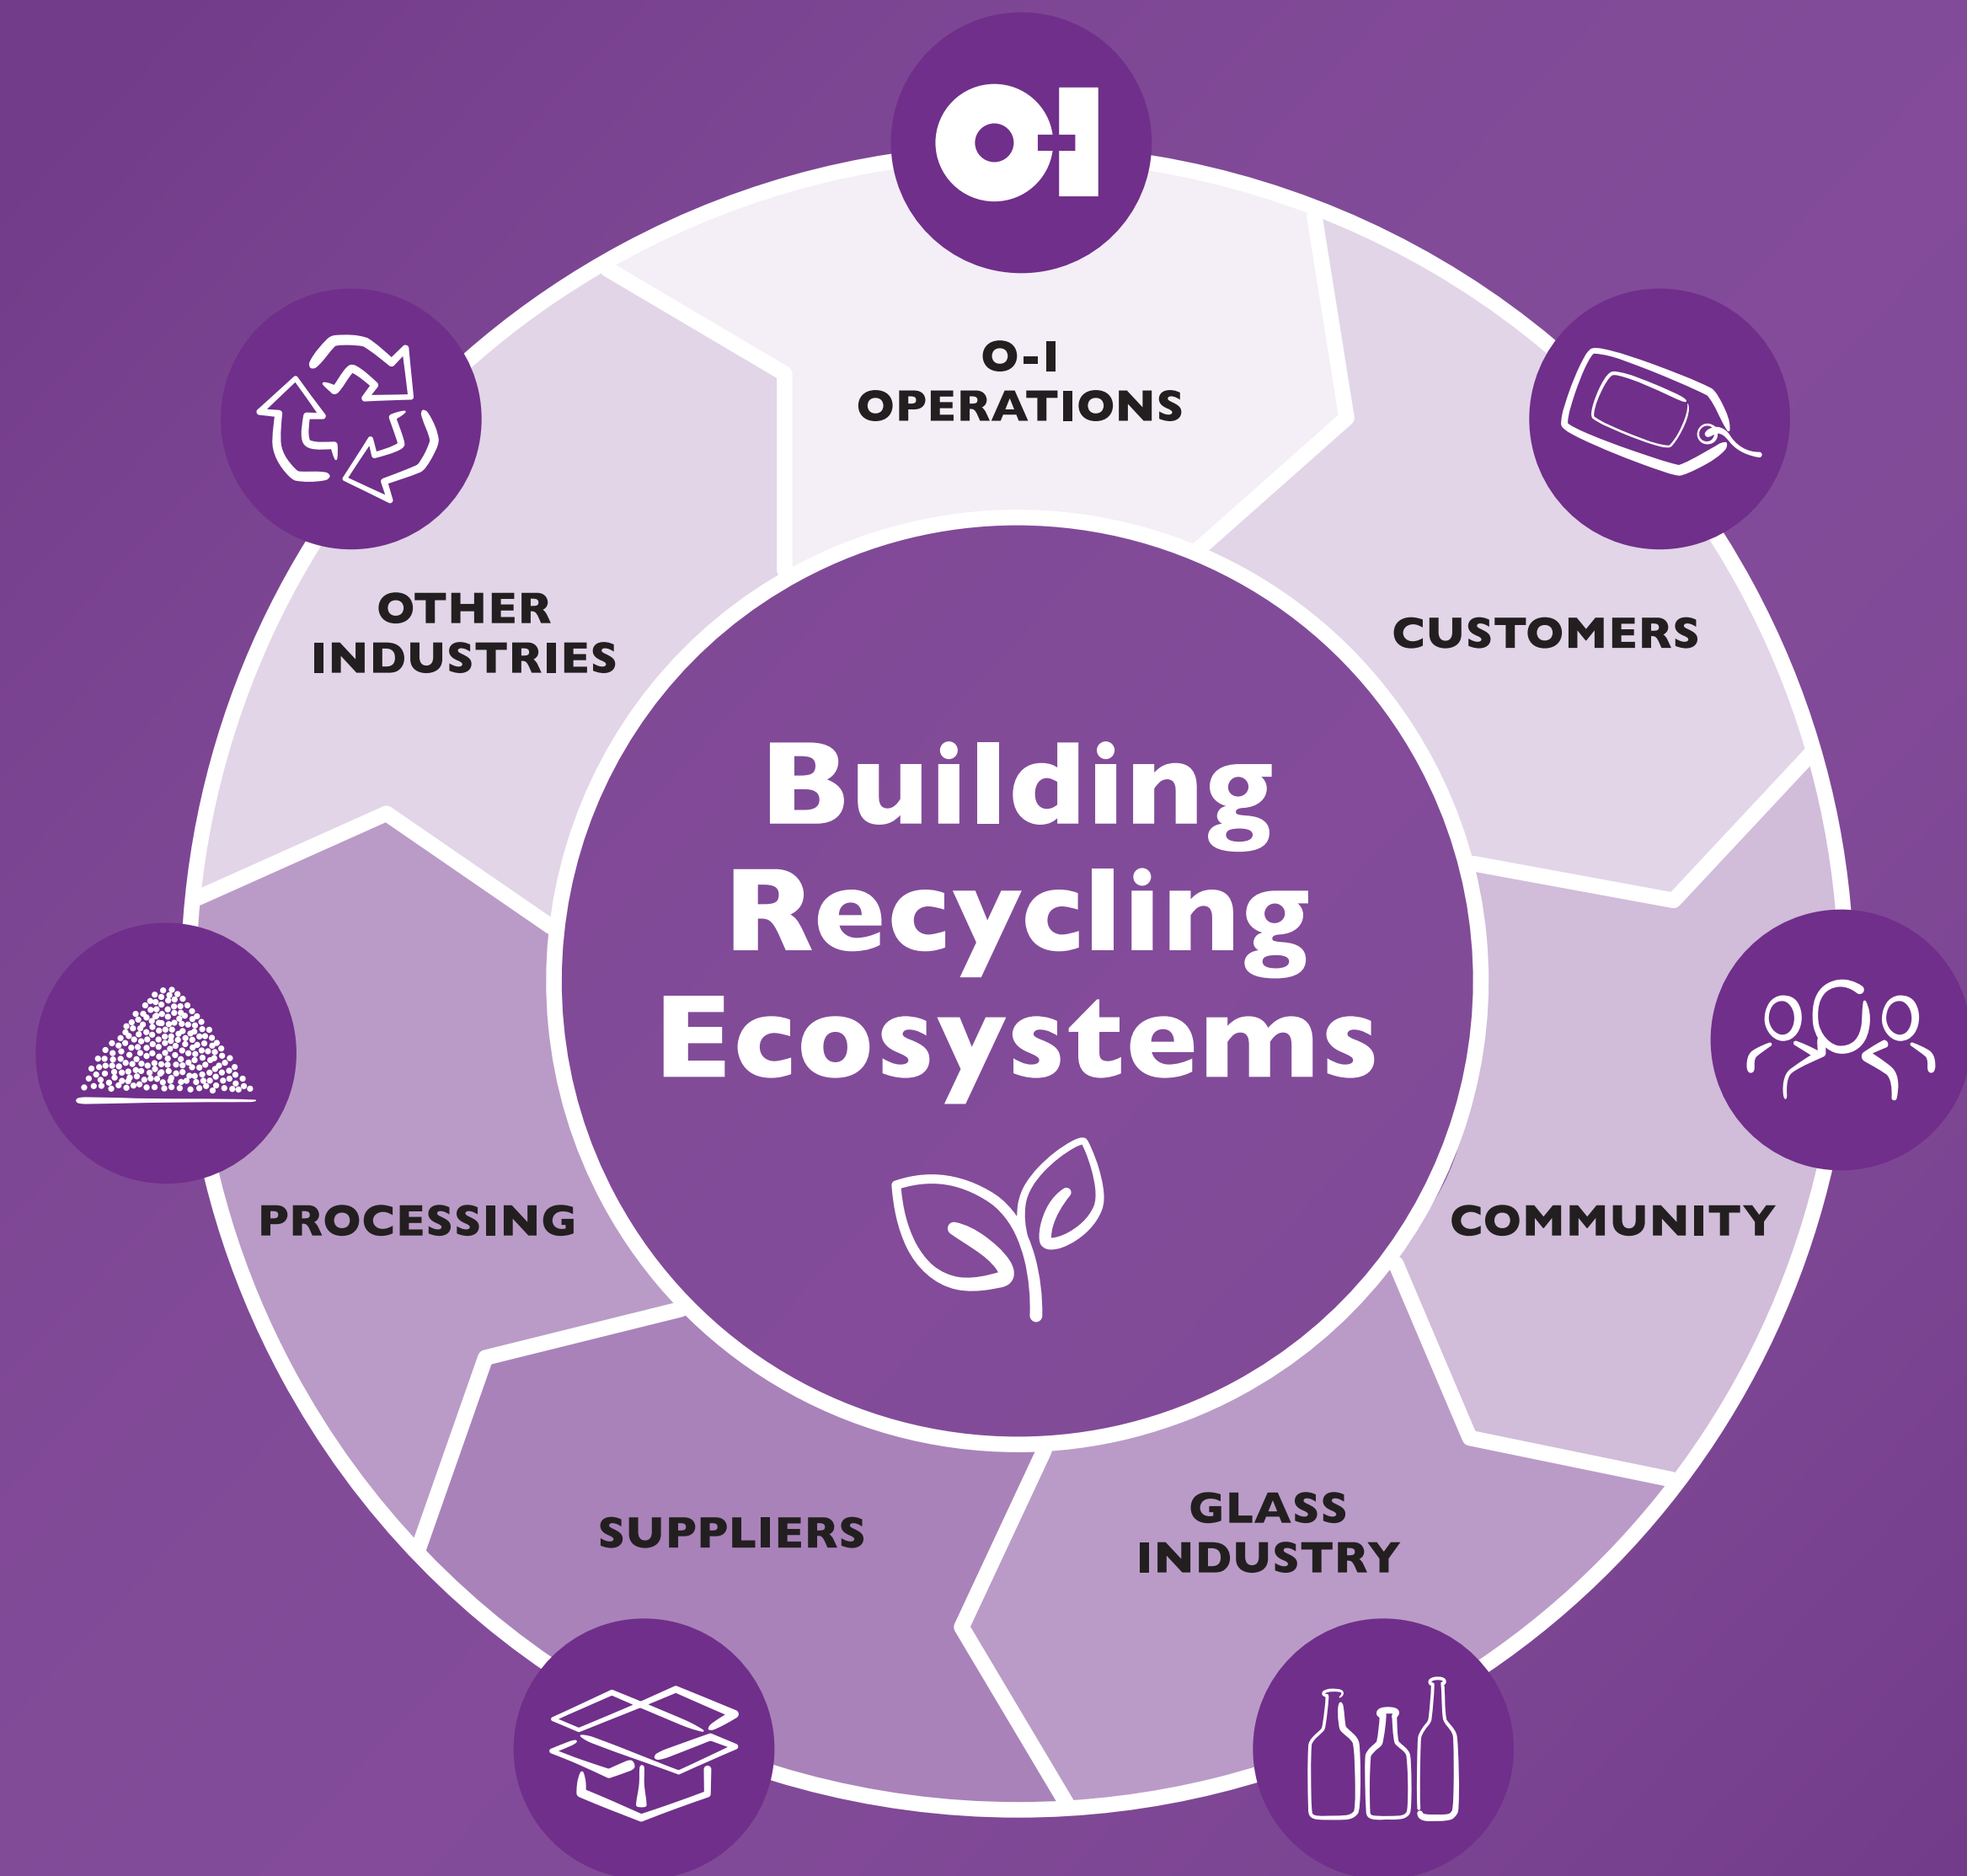 O-I
O-I
OPERATIONS
OTHER
INDUSTRIES
CUSTOMERS
Building
Recycling
Ecosystems
PROCESSING
COMMUNITY
SUPPLIERS
GLASS
INDUSTRY